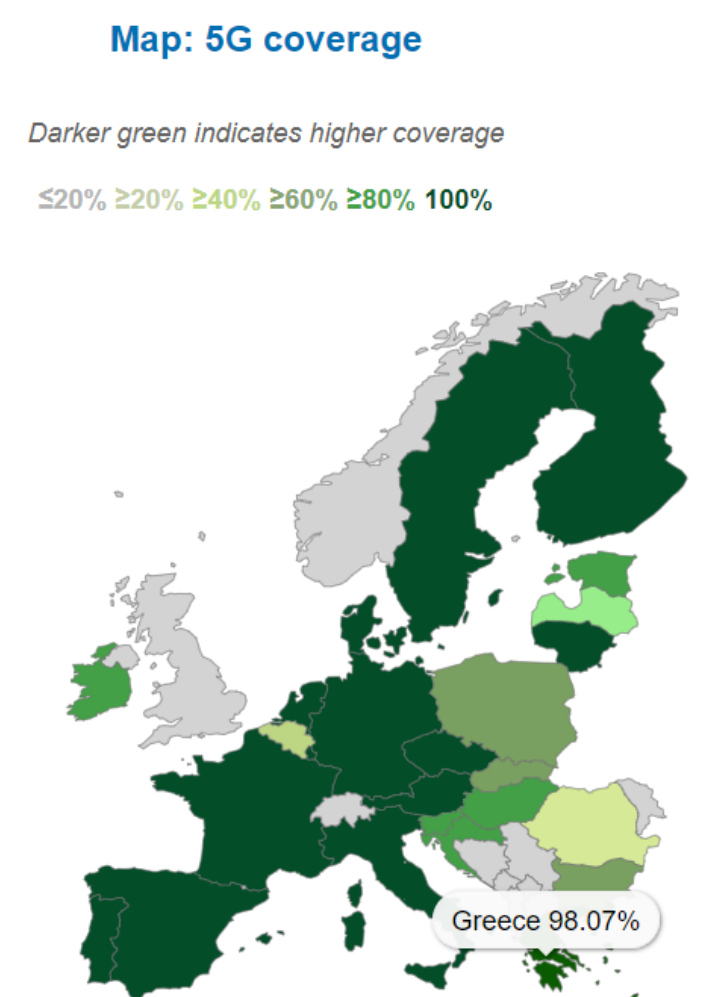 Map: 5G coverage
Darker green indicates higher coverage
≤20% ≥20% ≥40% ≥60% ≥80% 100%
Greece 98.07%